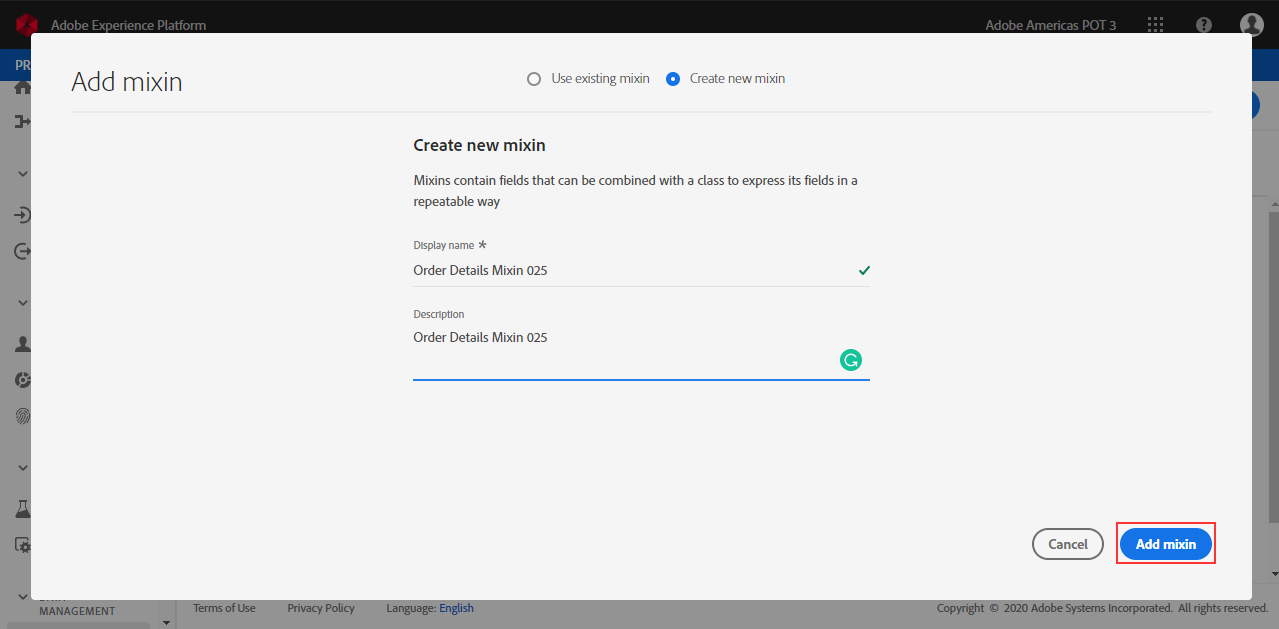 Adobe Experience Platform
Adobe Americas POT 3
PR
Add mixin
Use existing mixin
Create new mixin
Create new mixin
Mixins contain fields that can be combined with a class to express its fields in a
repeatable way
Display name *
Order Details Mixin 025
Description
Order Details Mixin 025
Cancel
Add mixin
MANAGEMENT
Terms of Use
Privacy Policy
Language: English
Copyright © 2020 Adobe Systems Incorporated. All rights reserved.